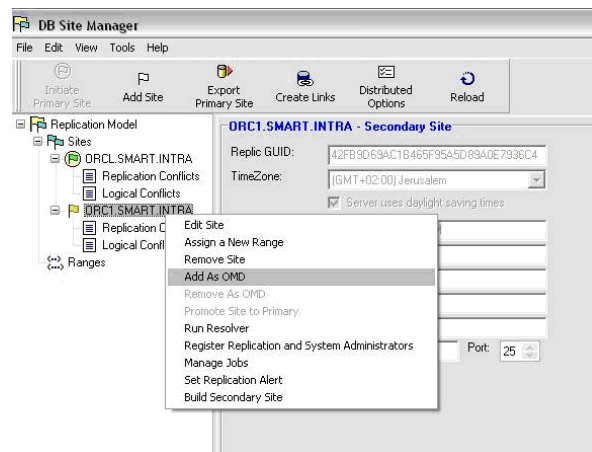 DB Site Manager
File Edit View Tools Help
Initiate Primary Site
Add Site
Export Primary Site
Create Links
Distributed Options
Reload
Replication Model
Sites
ORCL.SMART.INTRA
Replication Conflicts
Logical Conflicts
ORC1.SMART.INTRA
Replication C
Logical Confl
Ranges
ORC1.SMART.INTRA - Secondary Site
Replic GUID: 42FB9D69AC1B465F95A5D89A0E7936C4
TimeZone: (GMT+02:00) Jerusalem
Server uses daylight saving times
Edit Site
Assign a New Range
Remove Site
Add As OMD
Remove As OMD
Promote Site to Primary
Run Resolver
Register Replication and System Administrators
Manage Jobs
Set Replication Alert
Build Secondary Site
Port: 25